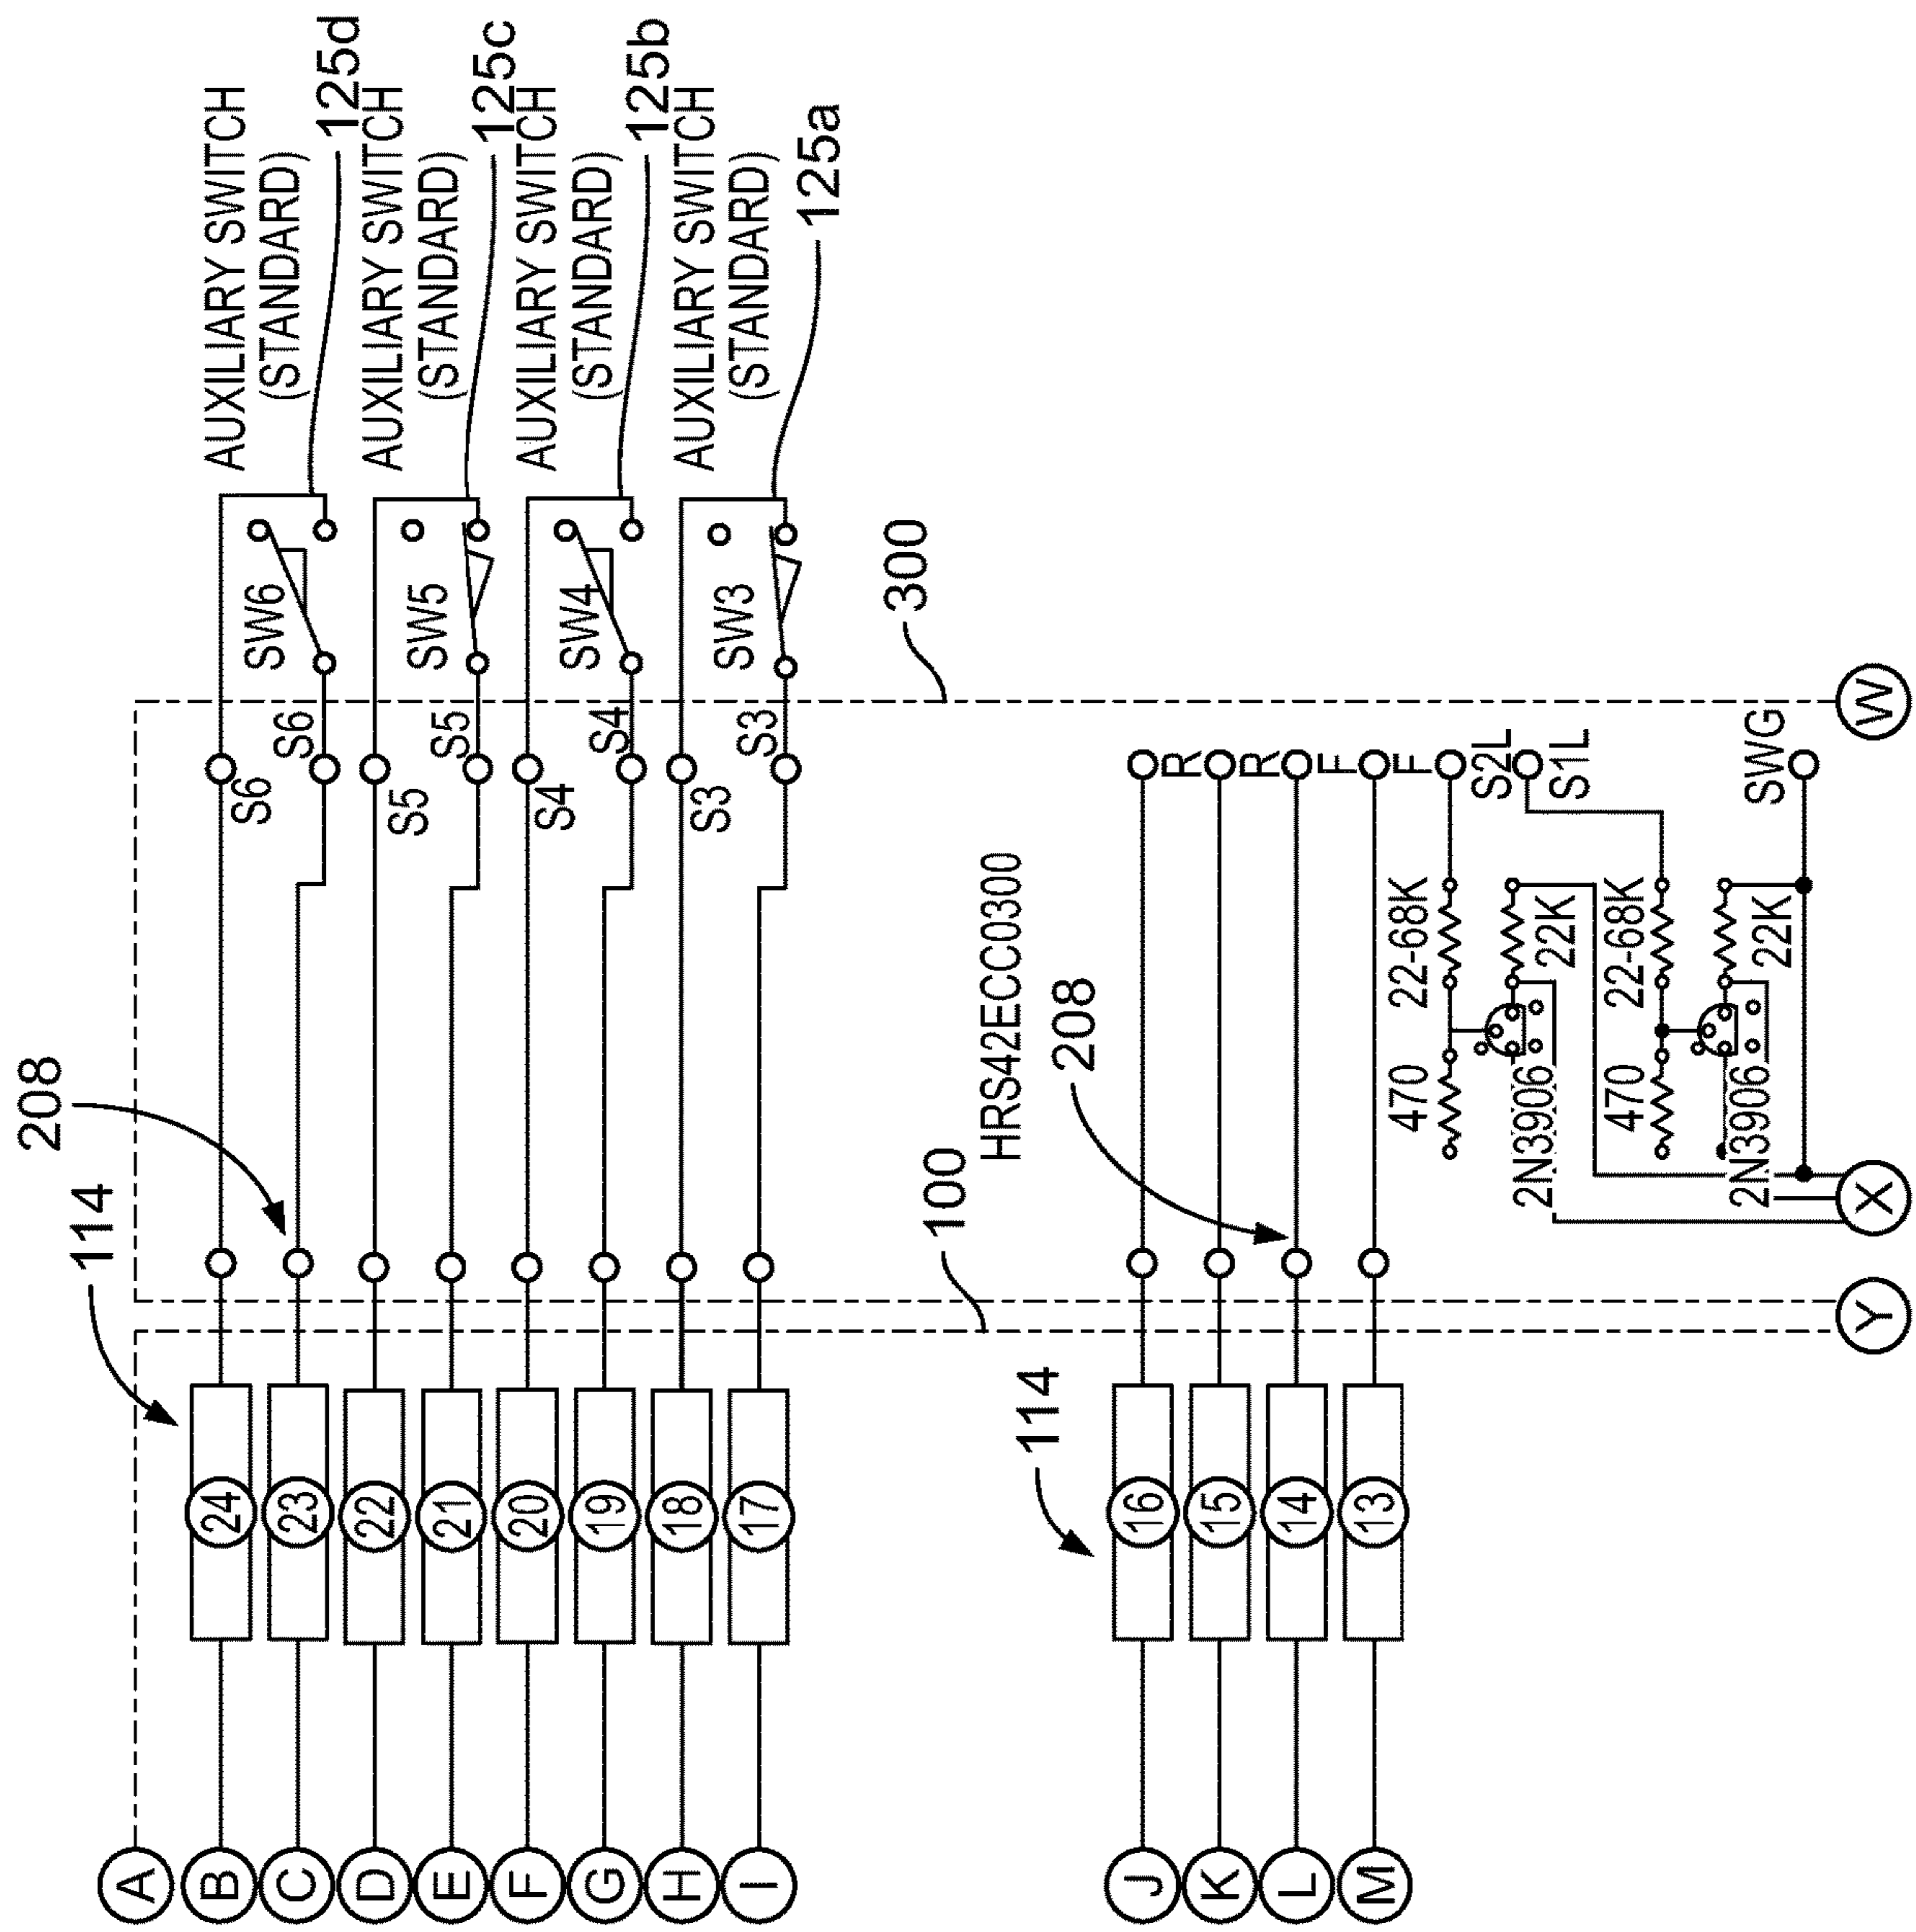 AUXILIARY SWITCH
(STANDARD)
125d
AUXILIARY SWITCH
(STANDARD)
125c
AUXILIARY SWITCH
(STANDARD)
125b
AUXILIARY SWITCH
(STANDARD)
125a
SW6
SW5
SW4
SW3
300
S6
S6
S5
S5
S4
S4
S3
S3
R
R
F
F
S2L
S1L
SWG
W
208
HRS42ECC0300
208
22-68K
22K
22-68K
22K
470
2N3906
470
2N3906
X
114
100
Y
24
23
22
21
20
19
18
17
114
16
15
14
13
A
B
C
D
E
F
G
H
I
J
K
L
M